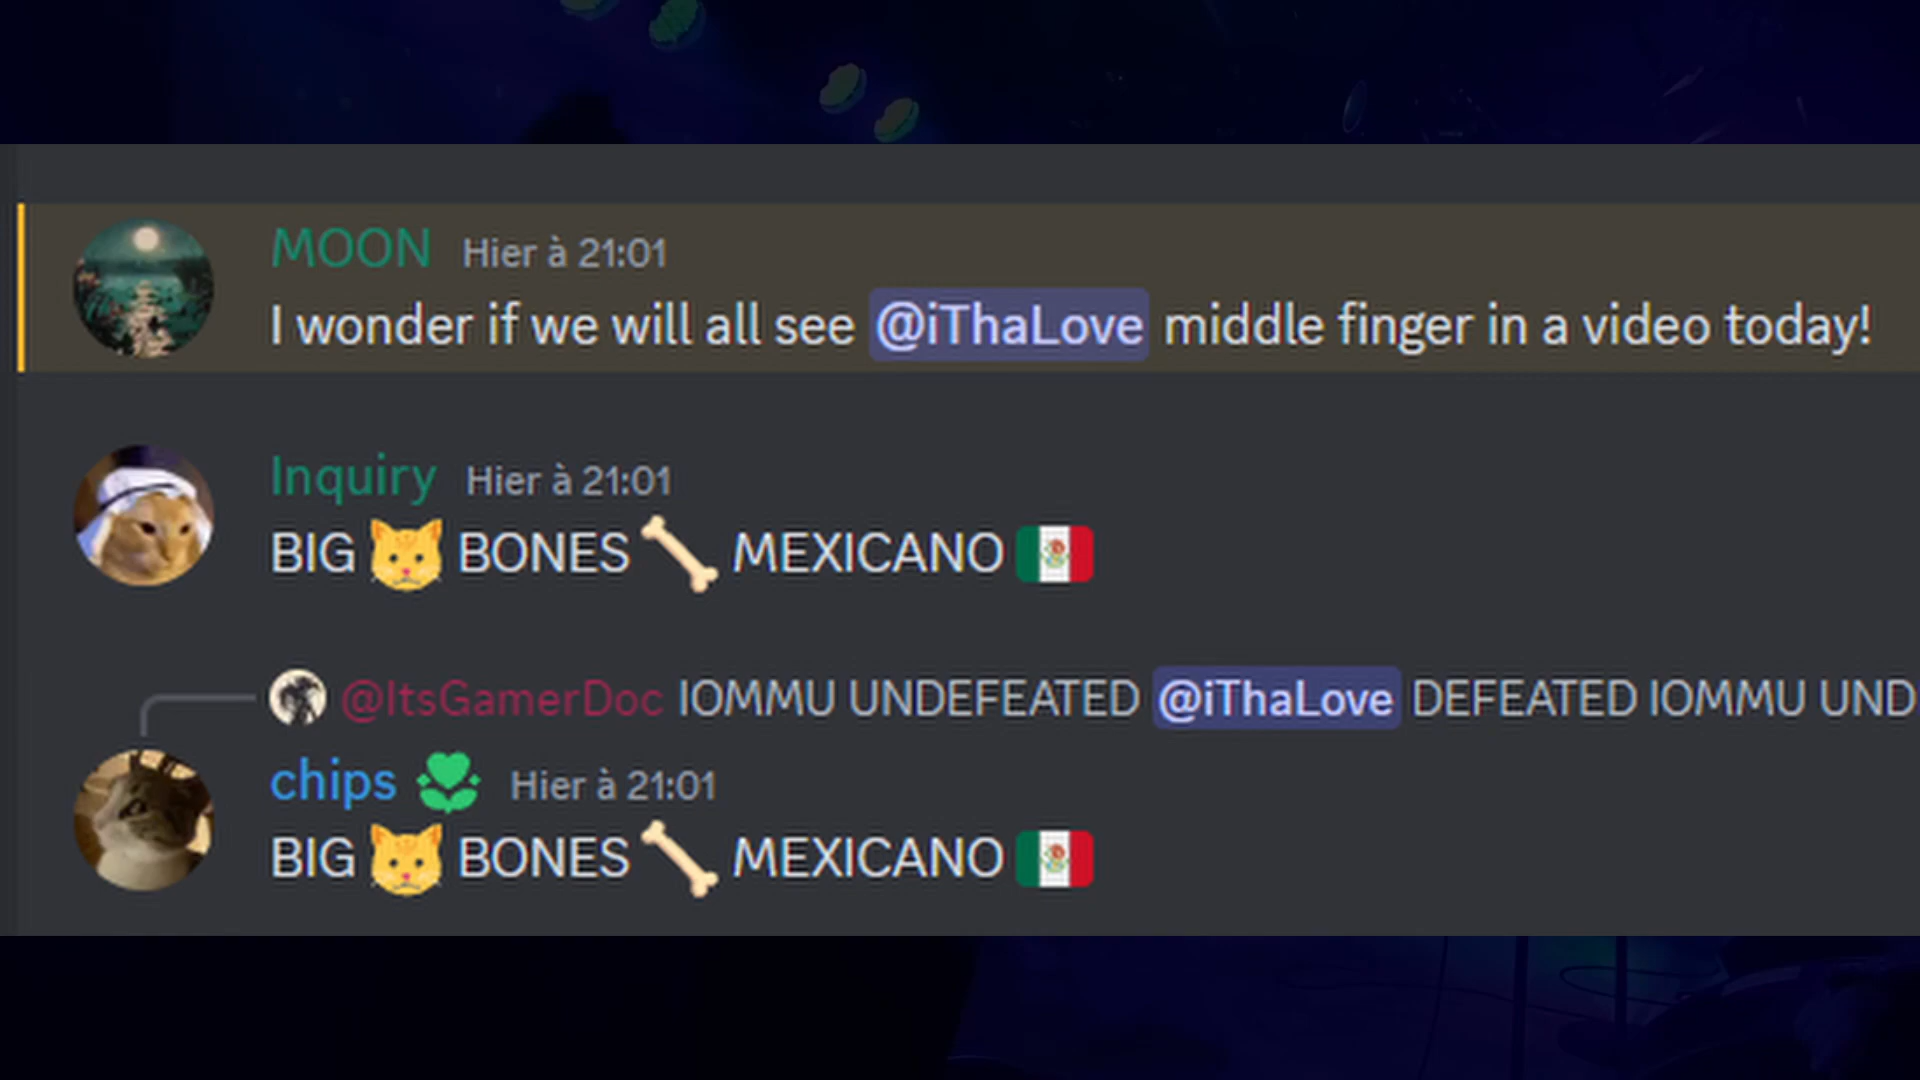 MOON Hier à 21:01
I wonder if we will all see @iThaLove middle finger in a video today!
Inquiry Hier à 21:01
BIG 🐱 BONES 🦴 MEXICANO 🇲🇽
@ItsGamerDoc IOMMU UNDEFEATED @iThaLove DEFEATED IOMMU UND
chips Hier à 21:01
BIG 🐱 BONES 🦴 MEXICANO 🇲🇽